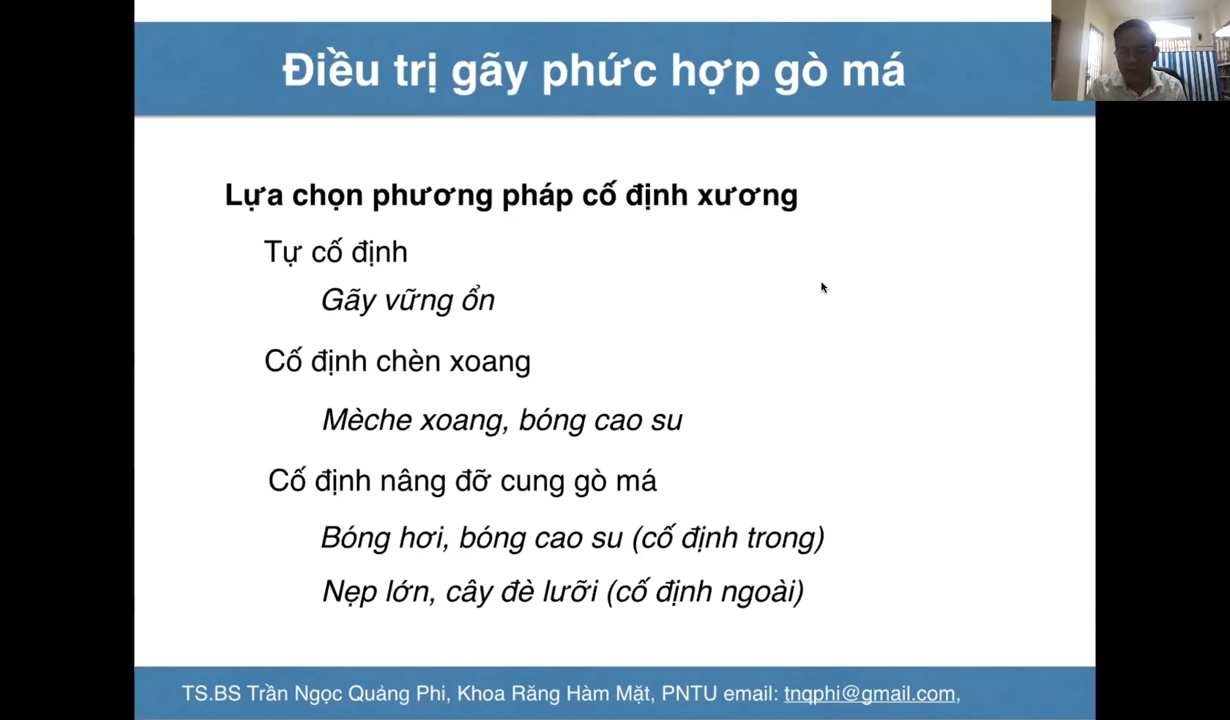 Điều trị gãy phức hợp gò má
Lựa chọn phương pháp cố định xương
Tự cố định
Gãy vững ổn
Cố định chèn xoang
Mèche xoang, bóng cao su
Cố định nâng đỡ cung gò má
Bóng hơi, bóng cao su (cố định trong)
Nẹp lớn, cây đè lưỡi (cố định ngoài)
TS.BS Trần Ngọc Quảng Phi, Khoa Răng Hàm Mặt, PNTU email: tnqphi@gmail.com,